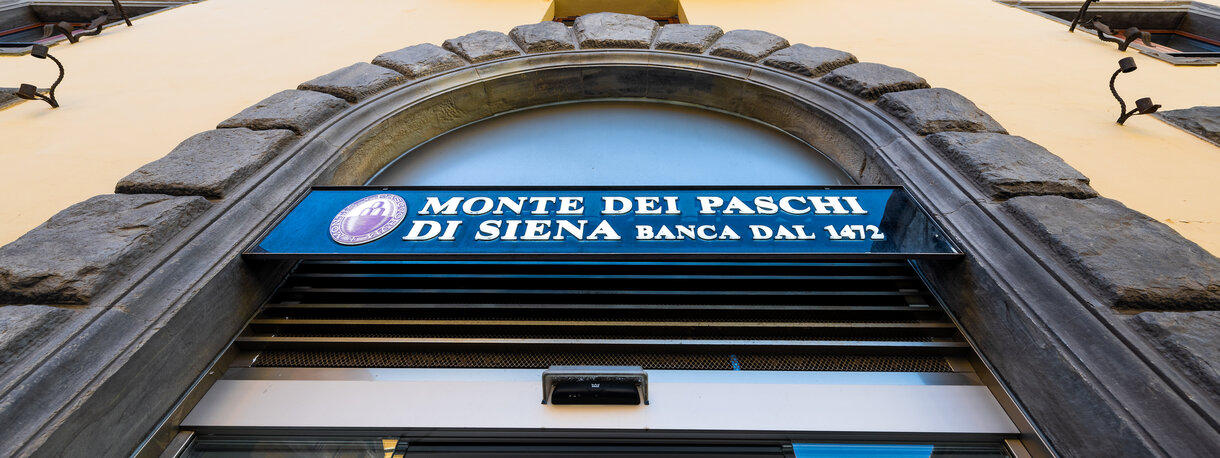 MONTE DEI PASCHI
DI SIENA BANCA DAL 1472